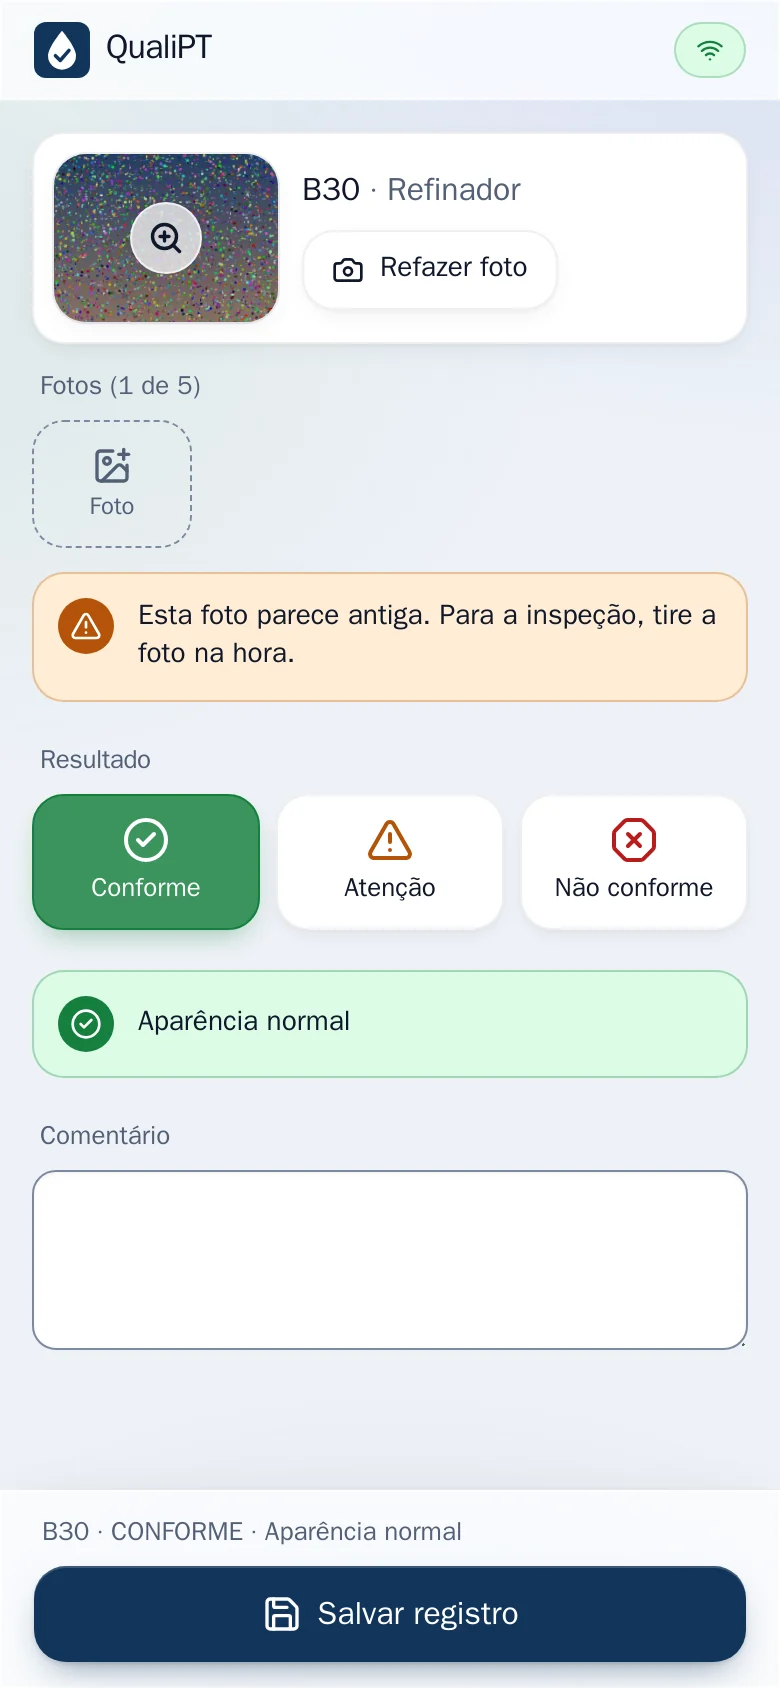 QualiPT
B30 · Refinador
Refazer foto
Fotos (1 de 5)
Foto
Esta foto parece antiga. Para a inspeção, tire a
foto na hora.
Resultado
Conforme
Atenção
Não conforme
Aparência normal
Comentário
B30 · CONFORME · Aparência normal
Salvar registro